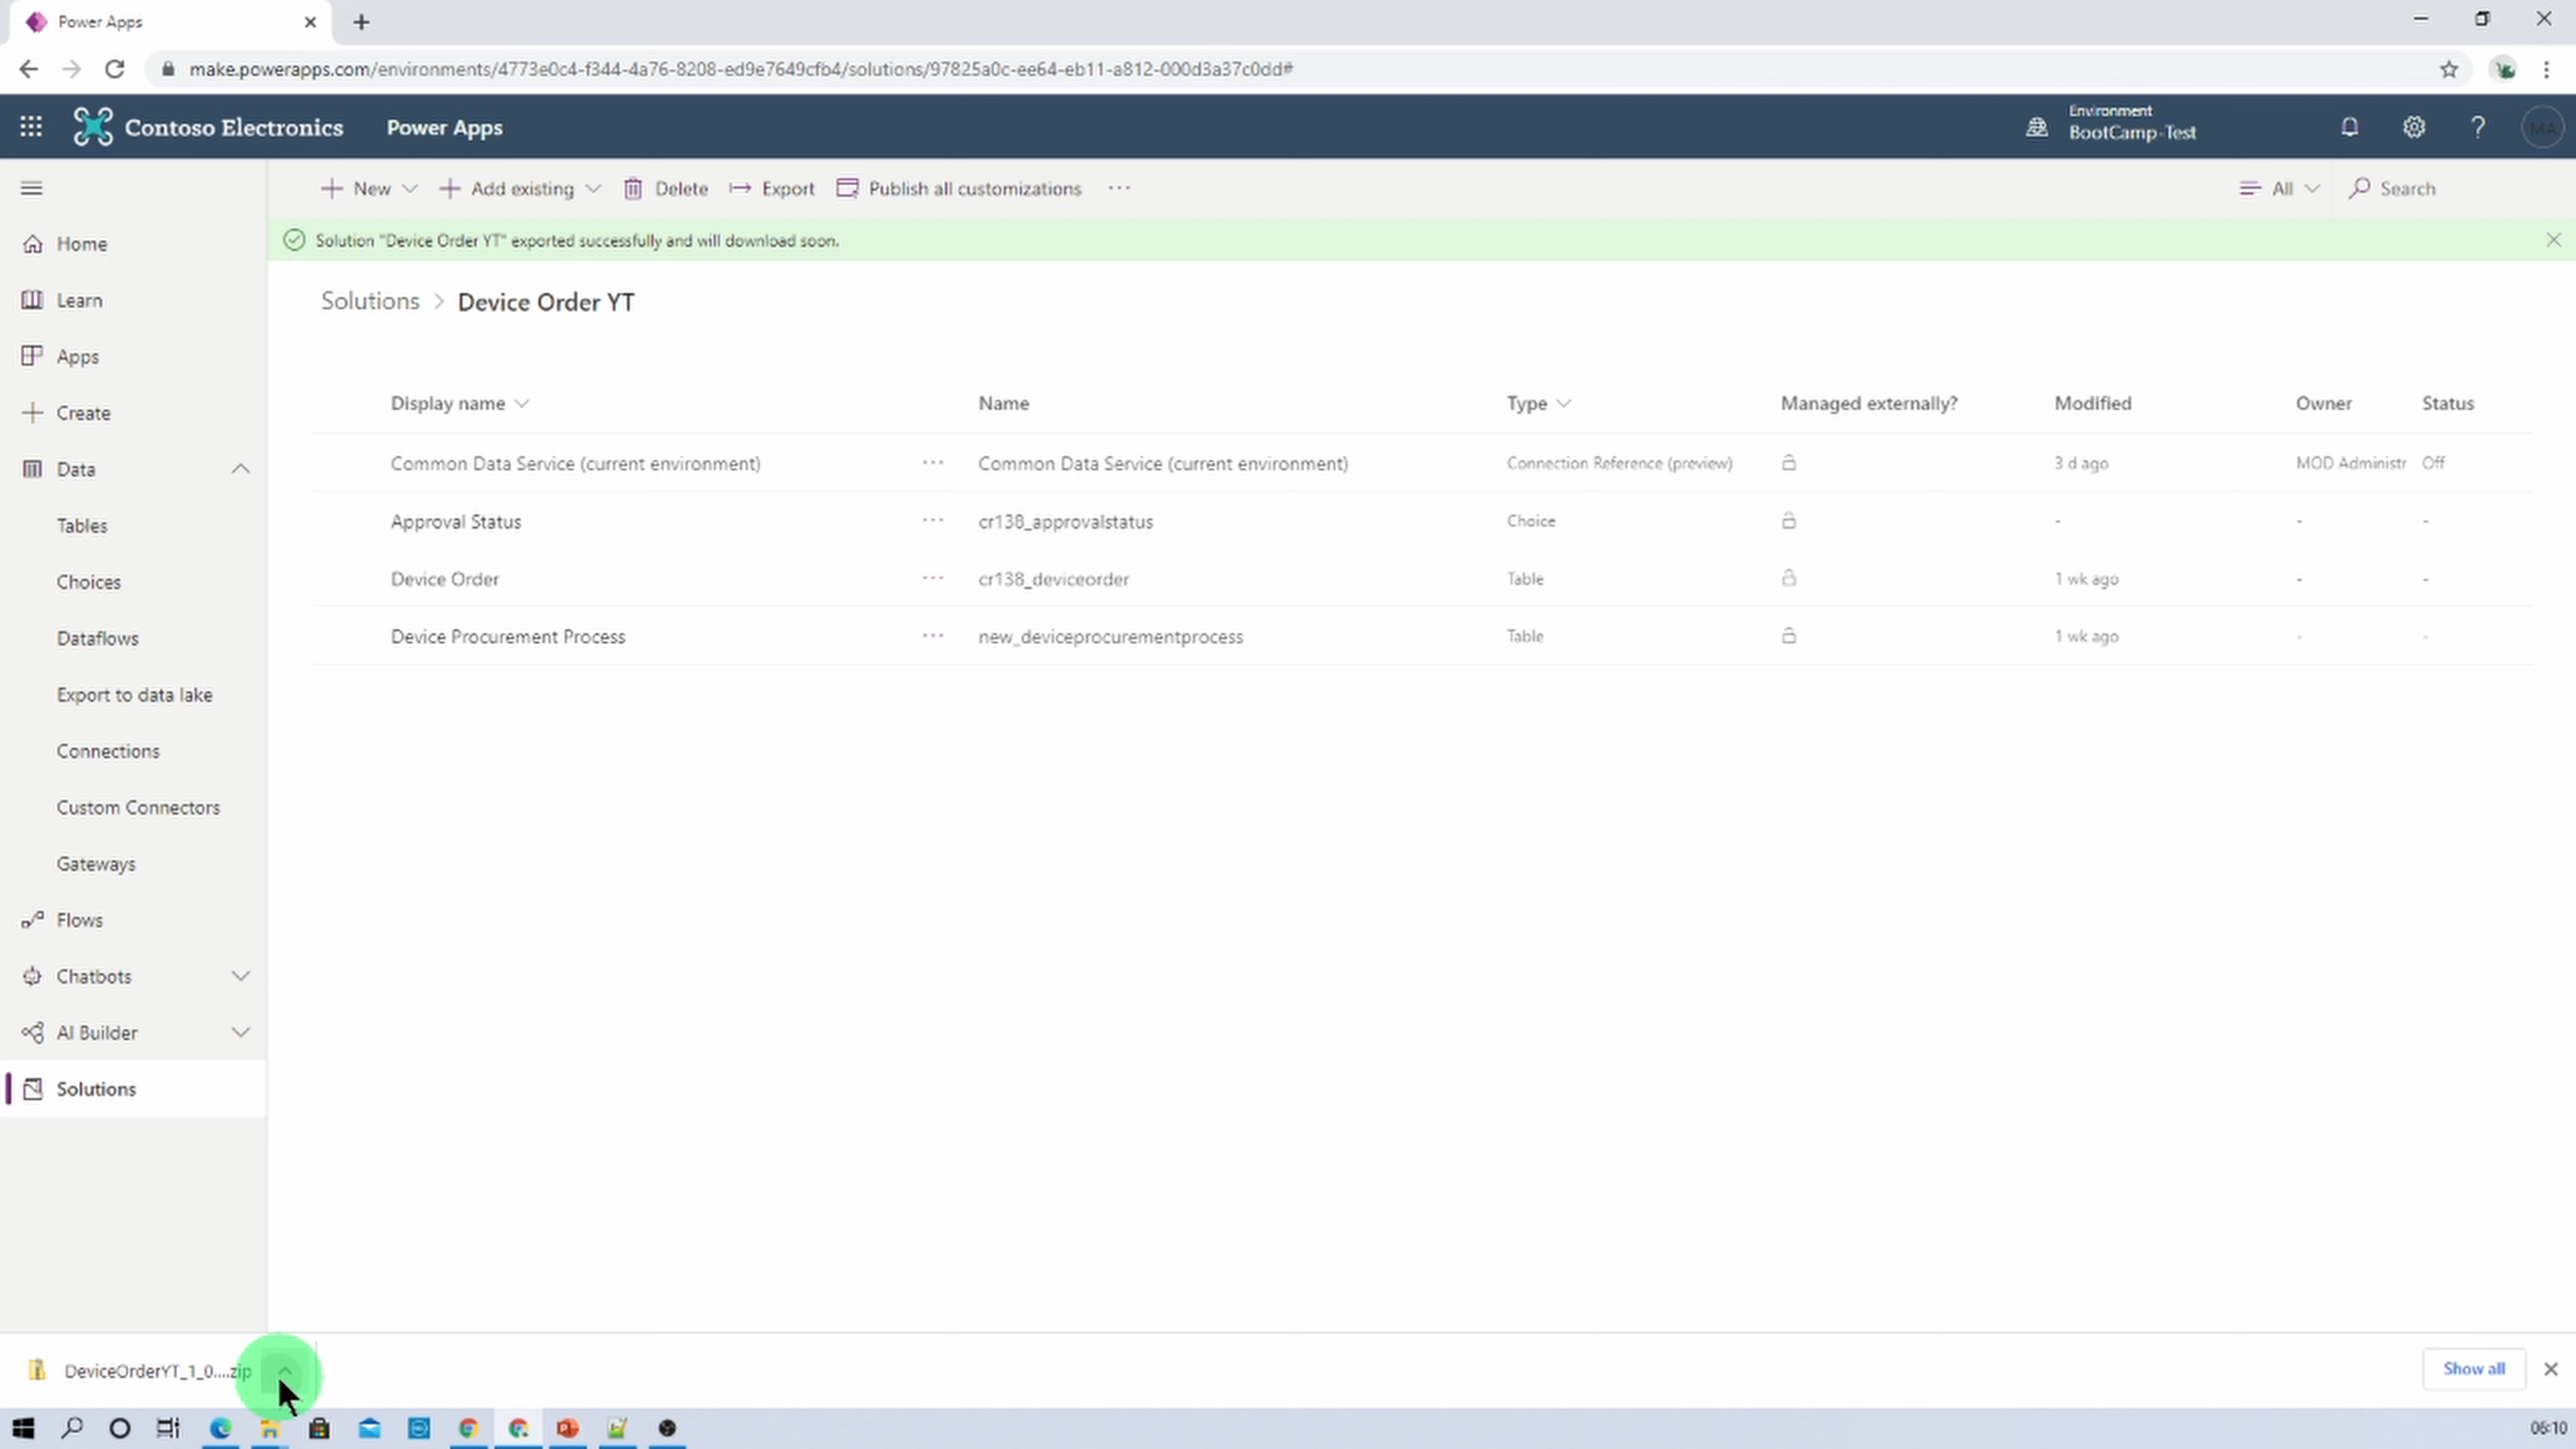 Power Apps
make.powerapps.com/environments/4773e0c4-f344-4a76-8208-ed9e7649cfb4/solutions/97825a0c-ee64-eb11-a812-000d3a37c0dd#
Contoso Electronics Power Apps Environment
BootCamp-Test
MA
New Add existing Delete Export Publish all customizations All Search
Solution "Device Order YT" exported successfully and will download soon.
Solutions > Device Order YT
Home
Learn
Apps
Create
Data
Tables
Choices
Dataflows
Export to data lake
Connections
Custom Connectors
Gateways
Flows
Chatbots
AI Builder
Solutions
Display name Name Type Managed externally? Modified Owner Status
Common Data Service (current environment) ··· Common Data Service (current environment) Connection Reference (preview) 3 d ago MOD Administr Off
Approval Status ··· cr138_approvalstatus Choice - - -
Device Order ··· cr138_deviceorder Table 1 wk ago - -
Device Procurement Process ··· new_deviceprocurementprocess Table 1 wk ago - -
DeviceOrderYT_1_0....zip Show all
06:10